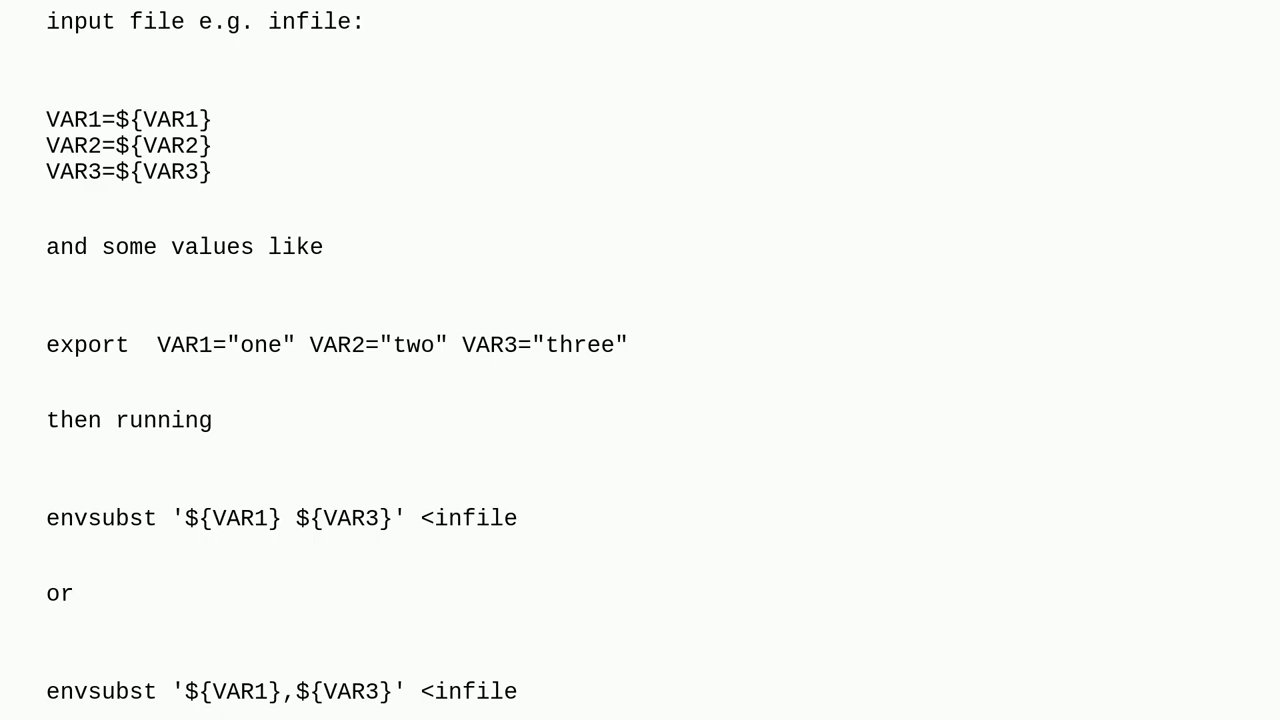 input file e.g. infile:
VAR1=${VAR1}
VAR2=${VAR2}
VAR3=${VAR3}
and some values like
export  VAR1="one" VAR2="two" VAR3="three"
then running
envsubst '${VAR1} ${VAR3}' <infile
or
envsubst '${VAR1},${VAR3}' <infile